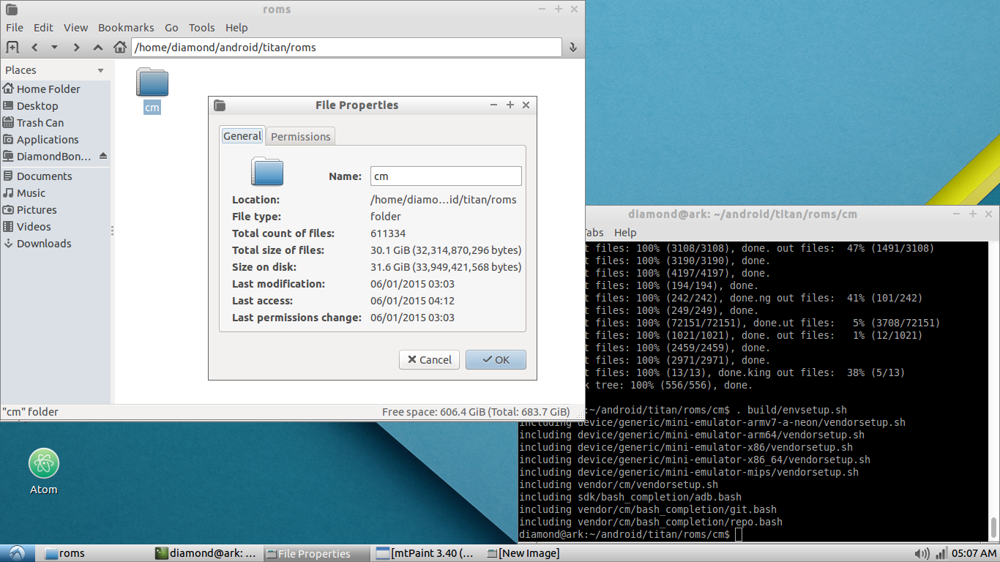 roms
File Edit View Bookmarks Go Tools Help
/home/diamond/android/titan/roms
Places
Home Folder
Desktop
Trash Can
Applications
DiamondBon...
Documents
Music
Pictures
Videos
Downloads
cm
File Properties
General Permissions
Name: cm
Location: /home/diamo...id/titan/roms
File type: folder
Total count of files: 611334
Total size of files: 30.1 GiB (32,314,870,296 bytes)
Size on disk: 31.6 GiB (33,949,421,568 bytes)
Last modification: 06/01/2015 03:03
Last access: 06/01/2015 04:12
Last permissions change: 06/01/2015 03:03
Cancel OK
"cm" folder Free space: 606.4 GiB (Total: 683.7 GiB)
diamond@ark: ~/android/titan/roms/cm
Tabs Help
t files: 100% (3108/3108), done. out files:  47% (1491/3108)
t files: 100% (3190/3190), done.
t files: 100% (4197/4197), done.
t files: 100% (194/194), done.
t files: 100% (242/242), done.ng out files:  41% (101/242)
t files: 100% (249/249), done.
t files: 100% (72151/72151), done.ut files:   5% (3708/72151)
t files: 100% (1021/1021), done. out files:   1% (12/1021)
t files: 100% (2459/2459), done.
t files: 100% (2971/2971), done.
t files: 100% (13/13), done.king out files:  38% (5/13)
k tree: 100% (556/556), done.
:~/android/titan/roms/cm$ . build/envsetup.sh
including device/generic/mini-emulator-armv7-a-neon/vendorsetup.sh
including device/generic/mini-emulator-arm64/vendorsetup.sh
including device/generic/mini-emulator-x86/vendorsetup.sh
including device/generic/mini-emulator-x86_64/vendorsetup.sh
including device/generic/mini-emulator-mips/vendorsetup.sh
including vendor/cm/vendorsetup.sh
including sdk/bash_completion/adb.bash
including vendor/cm/bash_completion/git.bash
including vendor/cm/bash_completion/repo.bash
diamond@ark:~/android/titan/roms/cm$
Atom
roms diamond@ark: ... File Properties [mtPaint 3.40 (... [New Image] 05:07 AM